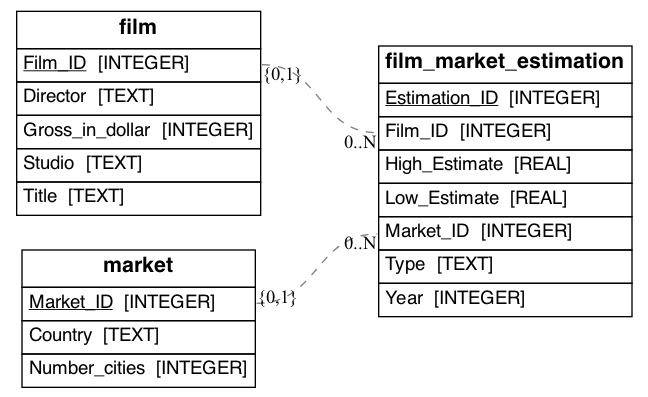 film
Film_ID [INTEGER]
Director [TEXT]
Gross_in_dollar [INTEGER]
Studio [TEXT]
Title [TEXT]
{0,1}
film_market_estimation
Estimation_ID [INTEGER]
Film_ID [INTEGER]
High_Estimate [REAL]
Low_Estimate [REAL]
Market_ID [INTEGER]
Type [TEXT]
Year [INTEGER]
0..N
0..N
market
Market_ID [INTEGER]
Country [TEXT]
Number_cities [INTEGER]
{0,1}